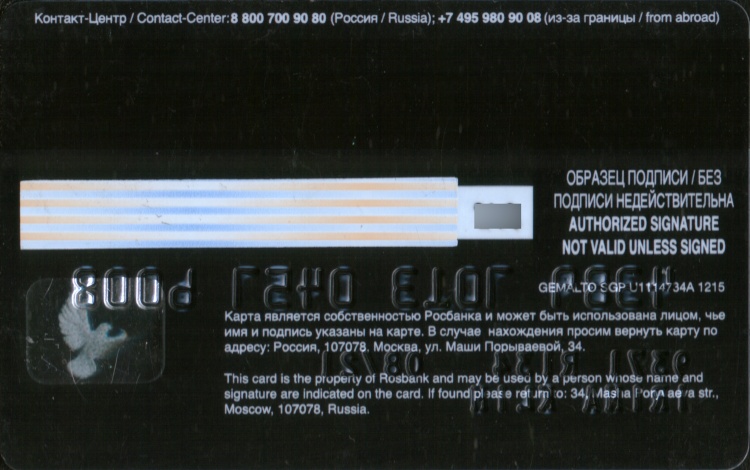 Контакт-Центр / Contact-Center: 8 800 700 90 80 (Россия / Russia); +7 495 980 90 08 (из-за границы / from abroad)
ОБРАЗЕЦ ПОДПИСИ / БЕЗ
ПОДПИСИ НЕДЕЙСТВИТЕЛЬНА
AUTHORIZED SIGNATURE
NOT VALID UNLESS SIGNED
GEMALTO SGP U1114734A 1215
Карта является собственностью Росбанка и может быть использована лицом, чье
имя и подпись указаны на карте. В случае нахождения просим вернуть карту по
адресу: Россия, 107078. Москва, ул. Маши Порываевой, 34.
This card is the property of Rosbank and may be used by a person whose name and
signature are indicated on the card. If found please return to: 34, Masha Poryvaeva str.,
Moscow, 107078, Russia.